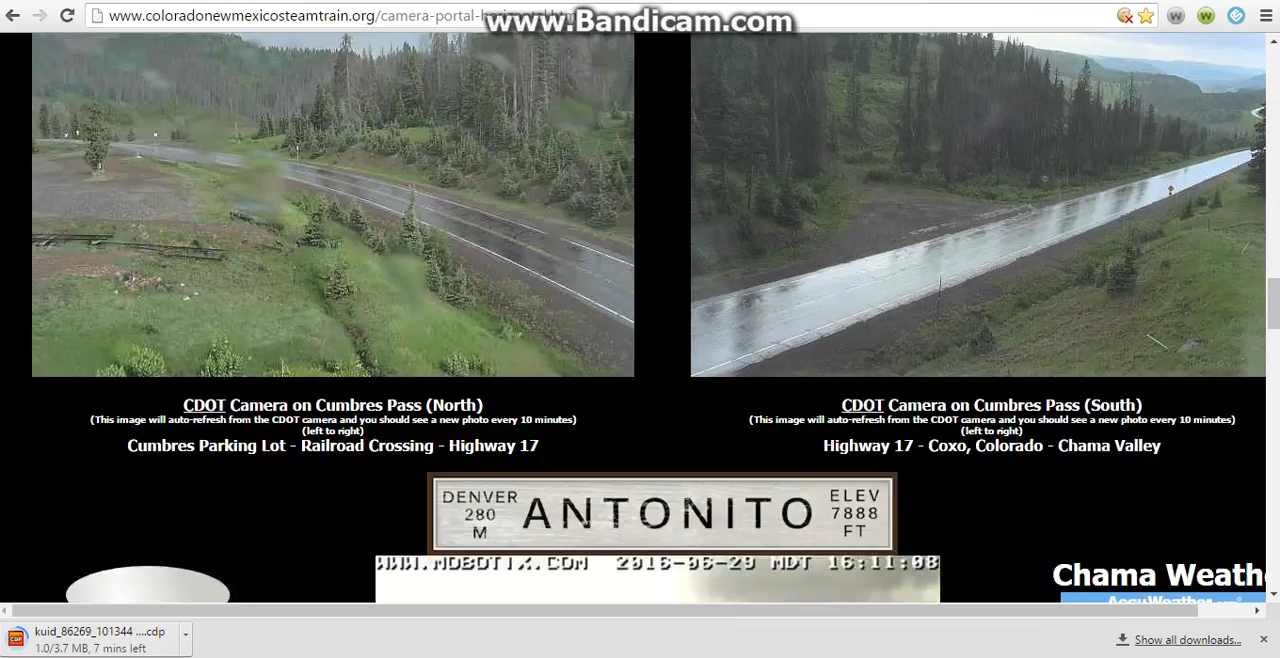 www.coloradonewmexicosteamtrain.org/camera-portal-horizontal.htm
www.Bandicam.com
CDOT Camera on Cumbres Pass (North)
(This image will auto-refresh from the CDOT camera and you should see a new photo every 10 minutes)
(left to right)
Cumbres Parking Lot - Railroad Crossing - Highway 17
CDOT Camera on Cumbres Pass (South)
(This image will auto-refresh from the CDOT camera and you should see a new photo every 10 minutes)
(left to right)
Highway 17 - Coxo, Colorado - Chama Valley
DENVER
280
M
ANTONITO
ELEV
7888
FT
WWW.MOBOTIX.COM 2016-06-29 MDT 16:11:08
Chama Weath
AccuWeather.com
kuid_86269_101344 ....cdp
1.0/3.7 MB, 7 mins left
Show all downloads...